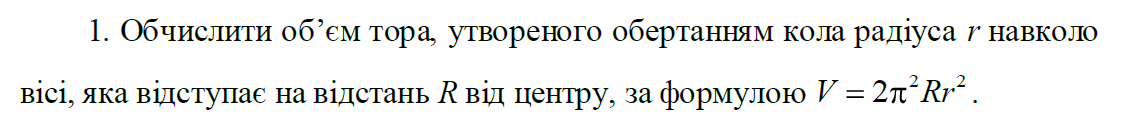 1. Обчислити об’єм тора, утвореного обертанням кола радіуса r навколо
вісі, яка відступає на відстань R від центру, за формулою V = 2π²Rr².